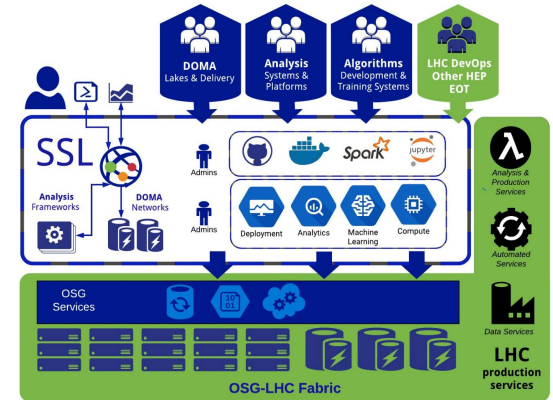 DOMA
Lakes & Delivery
Analysis
Systems &
Platforms
Algorithms
Development &
Training Systems
LHC DevOps
Other HEP
EOT
SSL
Admins
Spark
jupyter
Analysis
Frameworks
DOMA
Networks
Admins
Deployment
Analytics
Machine
Learning
Compute
λ
Analysis &
Production
Services
Automated
Services
Data Services
LHC
production
services
OSG
Services
10
01
OSG-LHC Fabric